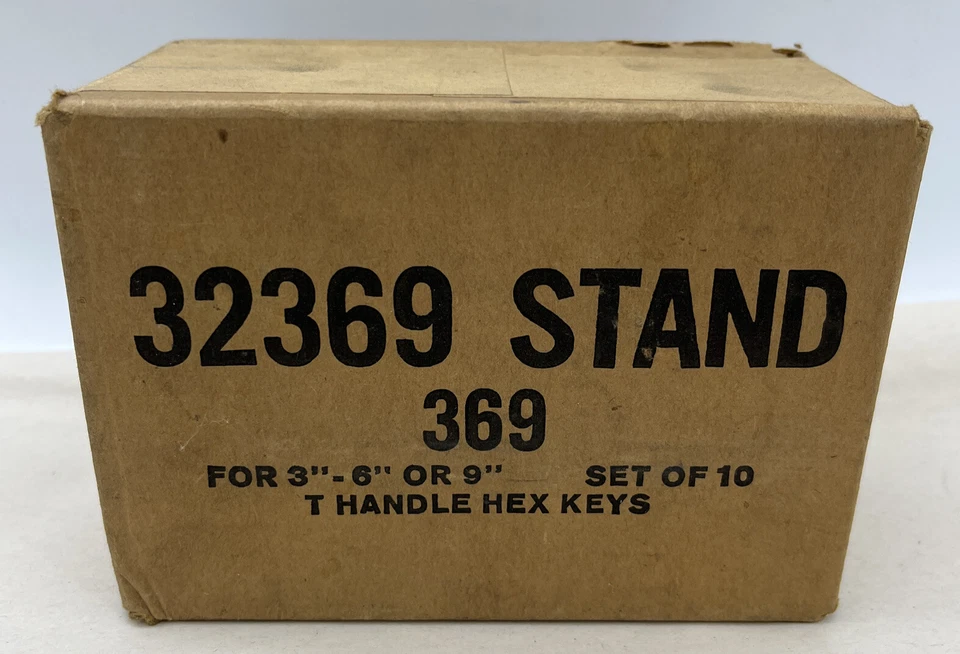 32369 STAND
369
FOR 3"-6" OR 9" SET OF 10
T HANDLE HEX KEYS